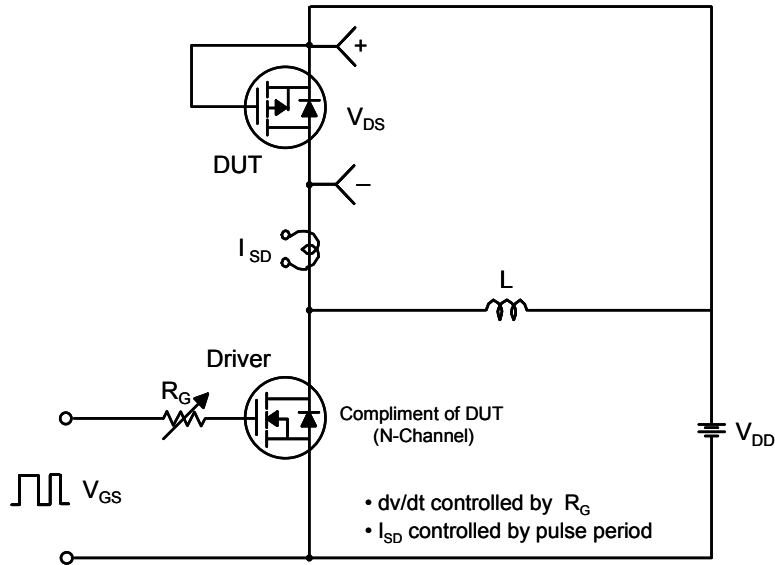 +
V_DS
DUT
−
I_SD
L
Driver
R_G
Compliment of DUT
(N-Channel)
V_DD
V_GS
• dv/dt controlled by R_G
• I_SD controlled by pulse period